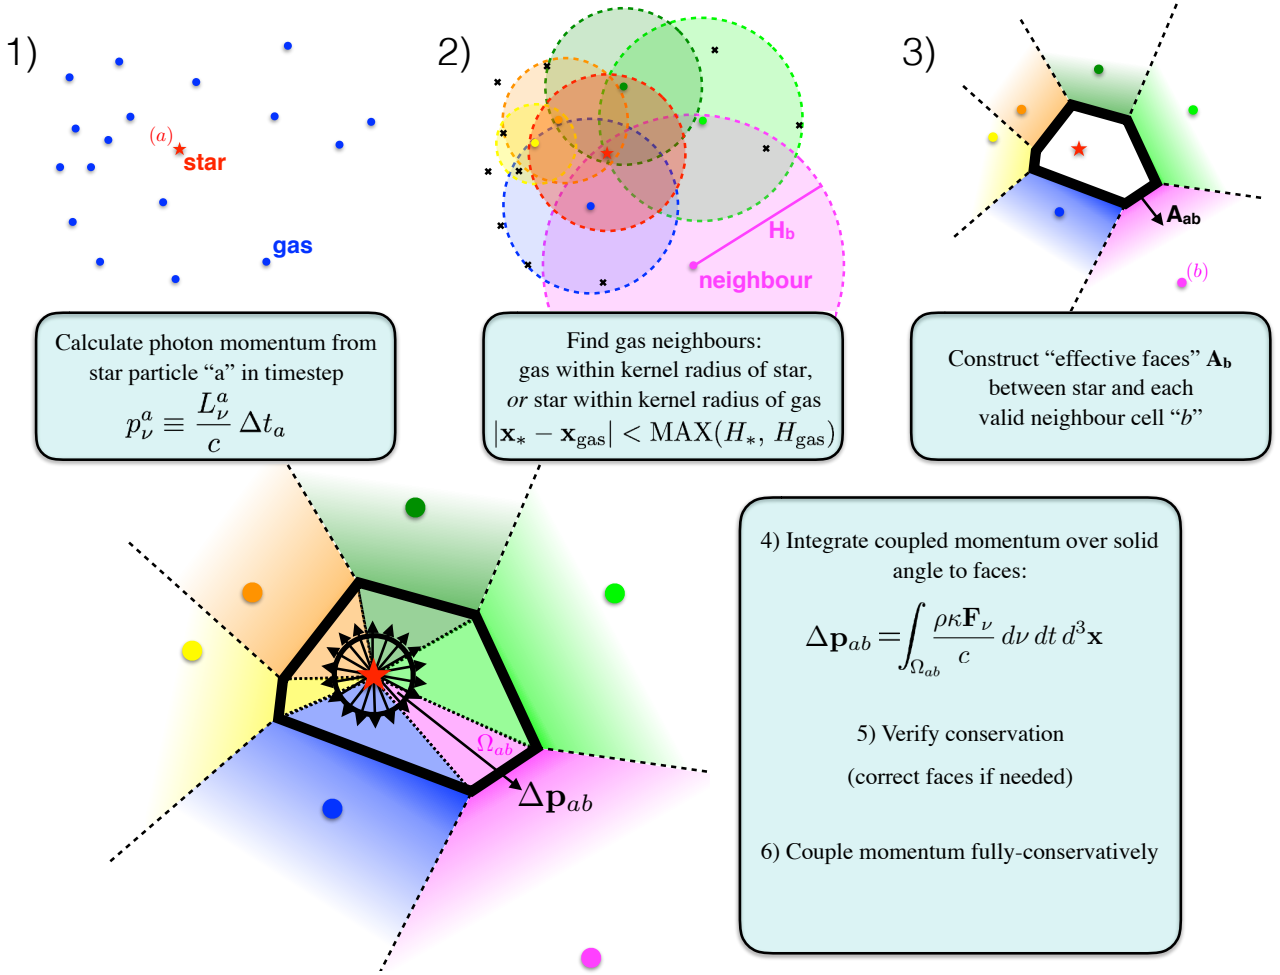 1)
(a)
star
gas
2)
H_b
neighbour
3)
A_ab
(b)
Calculate photon momentum from
star particle “a” in timestep
p_ν^a ≡ L_ν^a / c Δt_a
Find gas neighbours:
gas within kernel radius of star,
or star within kernel radius of gas
|x_* − x_gas| < MAX(H_*, H_gas)
Construct “effective faces” A_b
between star and each
valid neighbour cell “b”
Ω_ab
Δp_ab
4) Integrate coupled momentum over solid
angle to faces:
Δp_ab = ∫_Ω_ab ρκF_ν / c dν dt d³x
5) Verify conservation
(correct faces if needed)
6) Couple momentum fully-conservatively